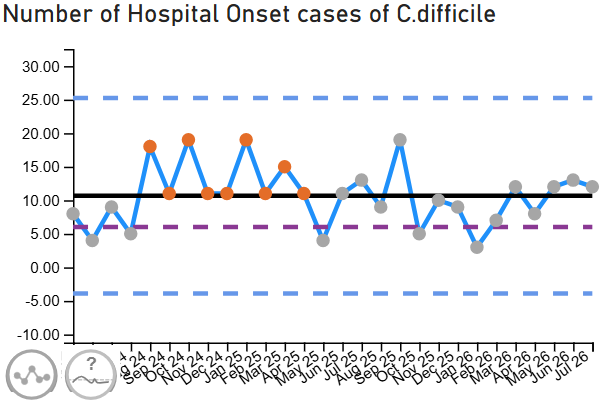 Number of Hospital Onset cases of C.difficile
30.00
25.00
20.00
15.00
10.00
5.00
0.00
-5.00
-10.00
24
g 24
Sep 24
Oct 24
Nov 24
Dec 24
Jan 25
Feb 25
Mar 25
Apr 25
May 25
Jun 25
Jul 25
Aug 25
Sep 25
Oct 25
Nov 25
Dec 25
Jan 26
Feb 26
Mar 26
Apr 26
May 26
Jun 26
Jul 26
?